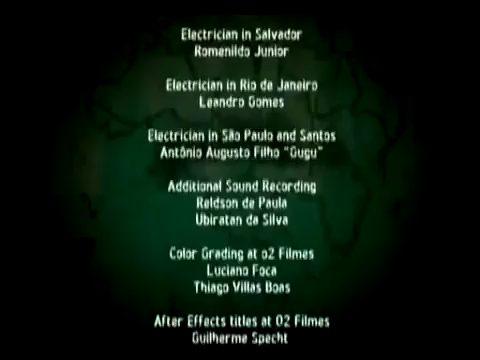 Electrician in Salvador
Romenildo Junior
Electrician in Rio de Janeiro
Leandro Gomes
Electrician in São Paulo and Santos
Antônio Augusto Filho "Gugu"
Additional Sound Recording
Reldson de Paula
Ubiratan da Silva
Color Grading at o2 Filmes
Luciano Foca
Thiago Villas Boas
After Effects titles at O2 Filmes
Guilherme Specht